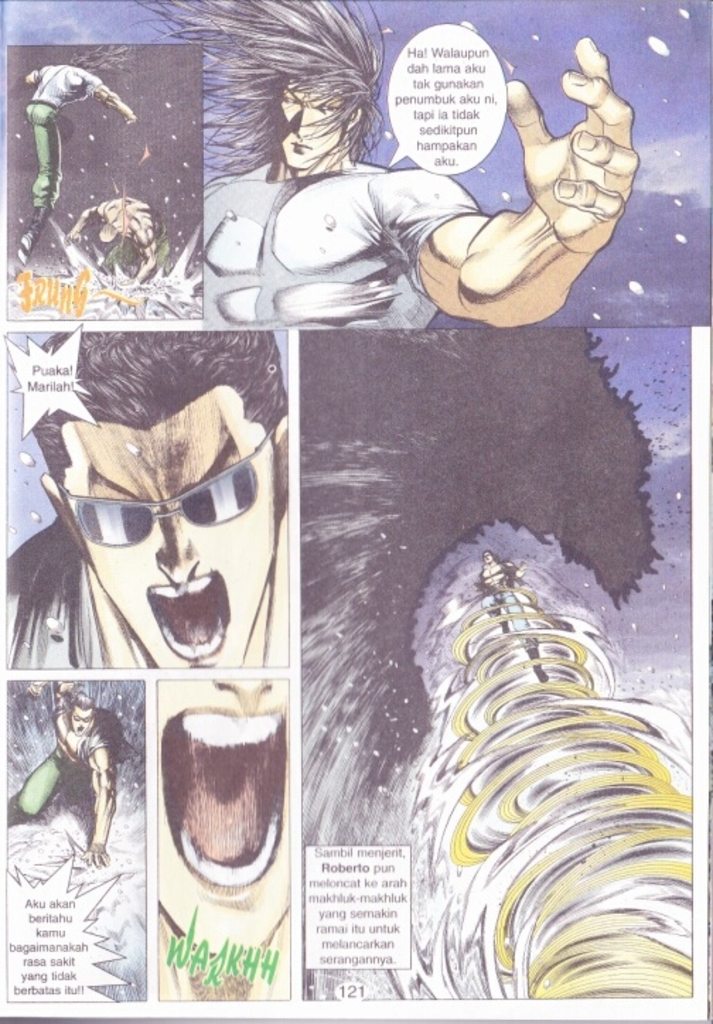 Ha! Walaupun
dah lama aku
tak gunakan
penumbuk aku ni,
tapi ia tidak
sedikitpun
hampakan
aku.
FRUNG
Puaka!
Marilah!
Aku akan
beritahu
kamu
bagaimanakah
rasa sakit
yang tidak
berbatas itu!!
WARKHH
Sambil menjerit,
Roberto pun
meloncat ke arah
makhluk-makhluk
yang semakin
ramai itu untuk
melancarkan
serangannya.
121